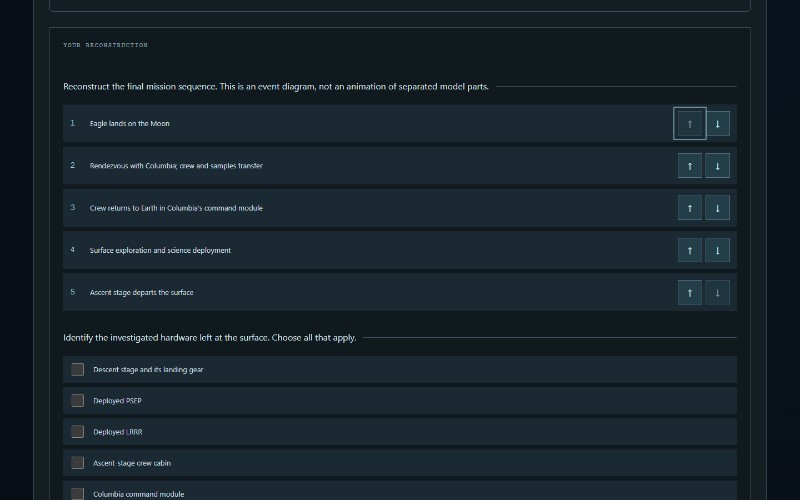 YOUR RECONSTRUCTION
Reconstruct the final mission sequence. This is an event diagram, not an animation of separated model parts.
1 Eagle lands on the Moon ↑ ↓
2 Rendezvous with Columbia; crew and samples transfer ↑ ↓
3 Crew returns to Earth in Columbia's command module ↑ ↓
4 Surface exploration and science deployment ↑ ↓
5 Ascent stage departs the surface ↑ ↓
Identify the investigated hardware left at the surface. Choose all that apply.
Descent stage and its landing gear
Deployed PSEP
Deployed LRRR
Ascent-stage crew cabin
Columbia command module